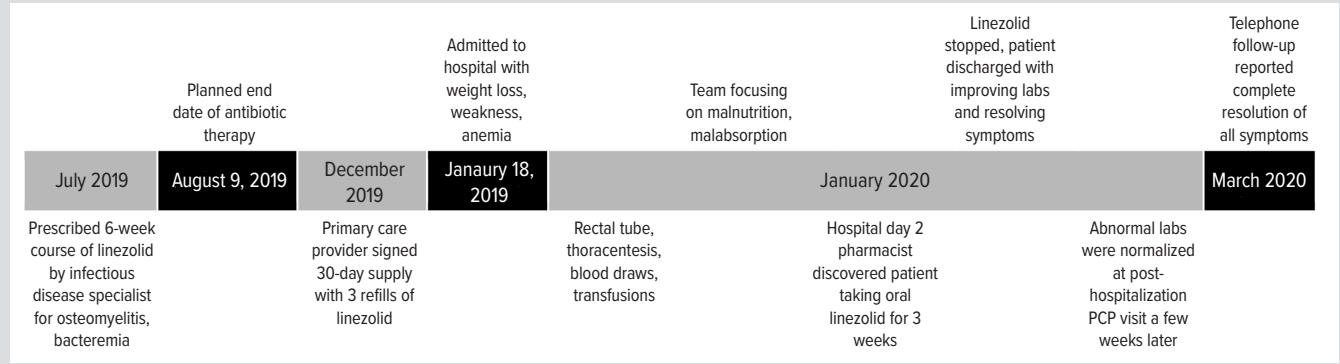 Planned end
date of antibiotic
therapy
Admitted to
hospital with
weight loss,
weakness,
anemia
Team focusing
on malnutrition,
malabsorption
Linezolid
stopped, patient
discharged with
improving labs
and resolving
symptoms
Telephone
follow-up
reported
complete
resolution of
all symptoms
July 2019
August 9, 2019
December
2019
Janaury 18,
2019
January 2020
March 2020
Prescribed 6-week
course of linezolid
by infectious
disease specialist
for osteomyelitis,
bacteremia
Primary care
provider signed
30-day supply
with 3 refills of
linezolid
Rectal tube,
thoracentesis,
blood draws,
transfusions
Hospital day 2
pharmacist
discovered patient
taking oral
linezolid for 3
weeks
Abnormal labs
were normalized
at post-
hospitalization
PCP visit a few
weeks later